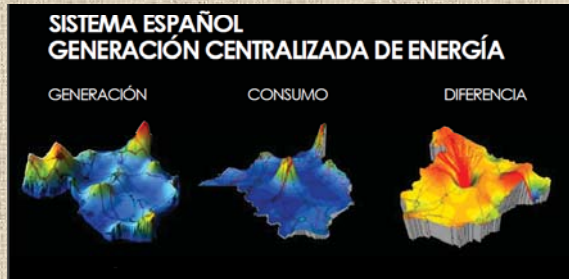 SISTEMA ESPAÑOL
GENERACIÓN CENTRALIZADA DE ENERGÍA
GENERACIÓN CONSUMO DIFERENCIA